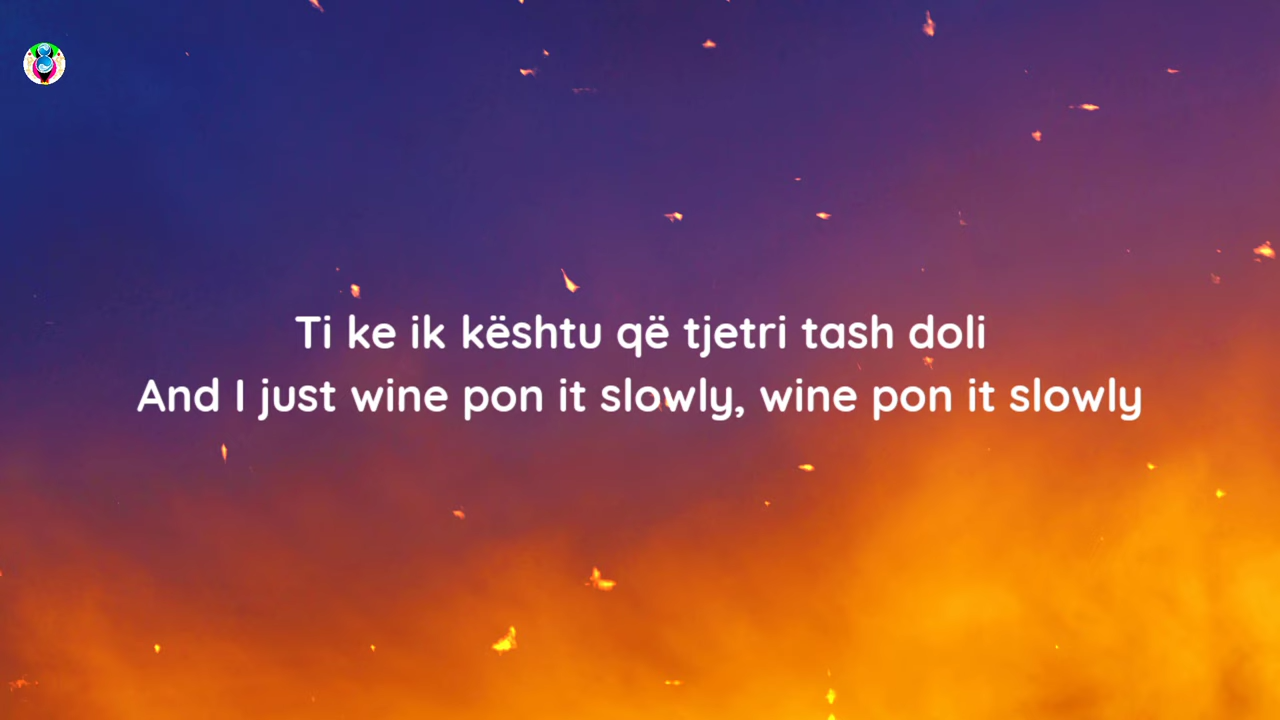 Ti ke ik kështu që tjetri tash doli
And I just wine pon it slowly, wine pon it slowly